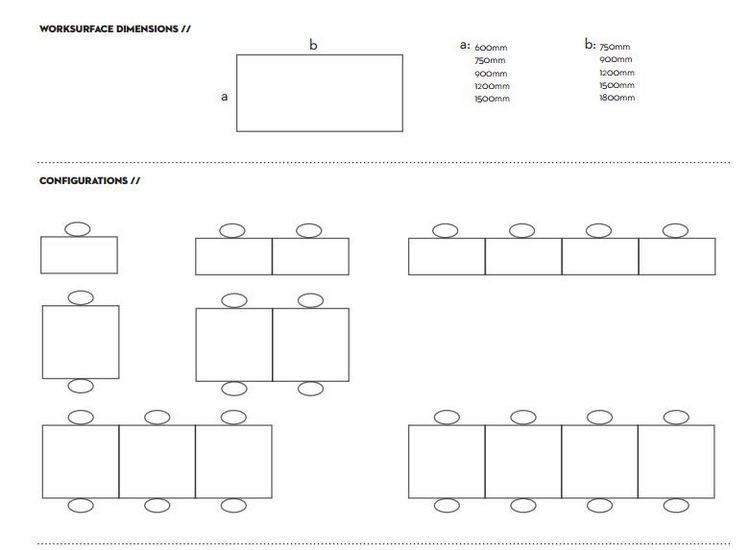 WORKSURFACE DIMENSIONS //
b
a
a: 600mm
750mm
900mm
1200mm
1500mm
b: 750mm
900mm
1200mm
1500mm
1800mm
CONFIGURATIONS //